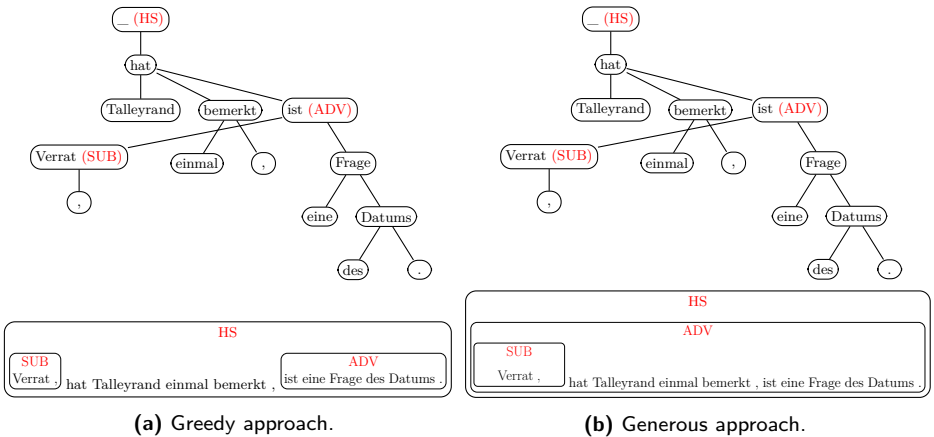 _ (HS)
hat
Talleyrand
bemerkt
ist (ADV)
Verrat (SUB)
einmal
,
Frage
,
eine
Datums
des
.
HS
SUB
Verrat ,
hat Talleyrand einmal bemerkt ,
ADV
ist eine Frage des Datums .
(a) Greedy approach.
_ (HS)
hat
Talleyrand
bemerkt
ist (ADV)
Verrat (SUB)
einmal
,
Frage
,
eine
Datums
des
.
HS
ADV
SUB
Verrat ,
hat Talleyrand einmal bemerkt , ist eine Frage des Datums .
(b) Generous approach.